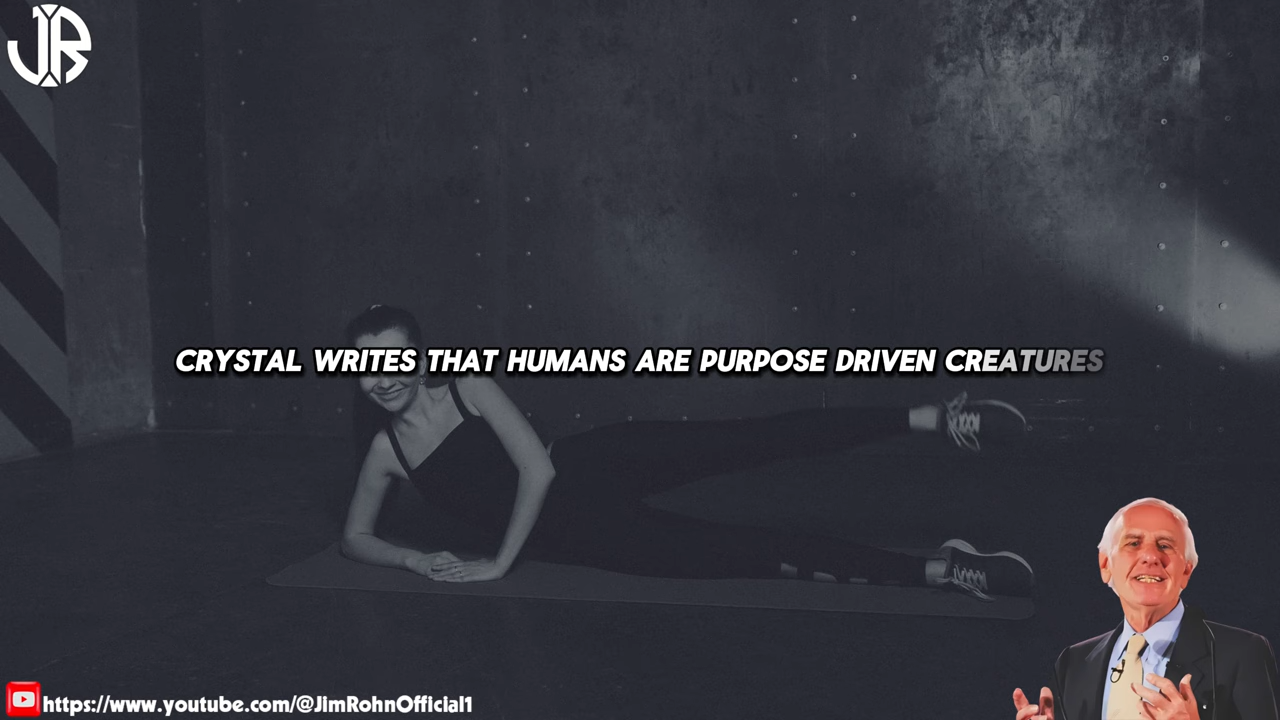 JR
CRYSTAL WRITES THAT HUMANS ARE PURPOSE DRIVEN CREATURES
https://www.youtube.com/@JimRohnOfficial1